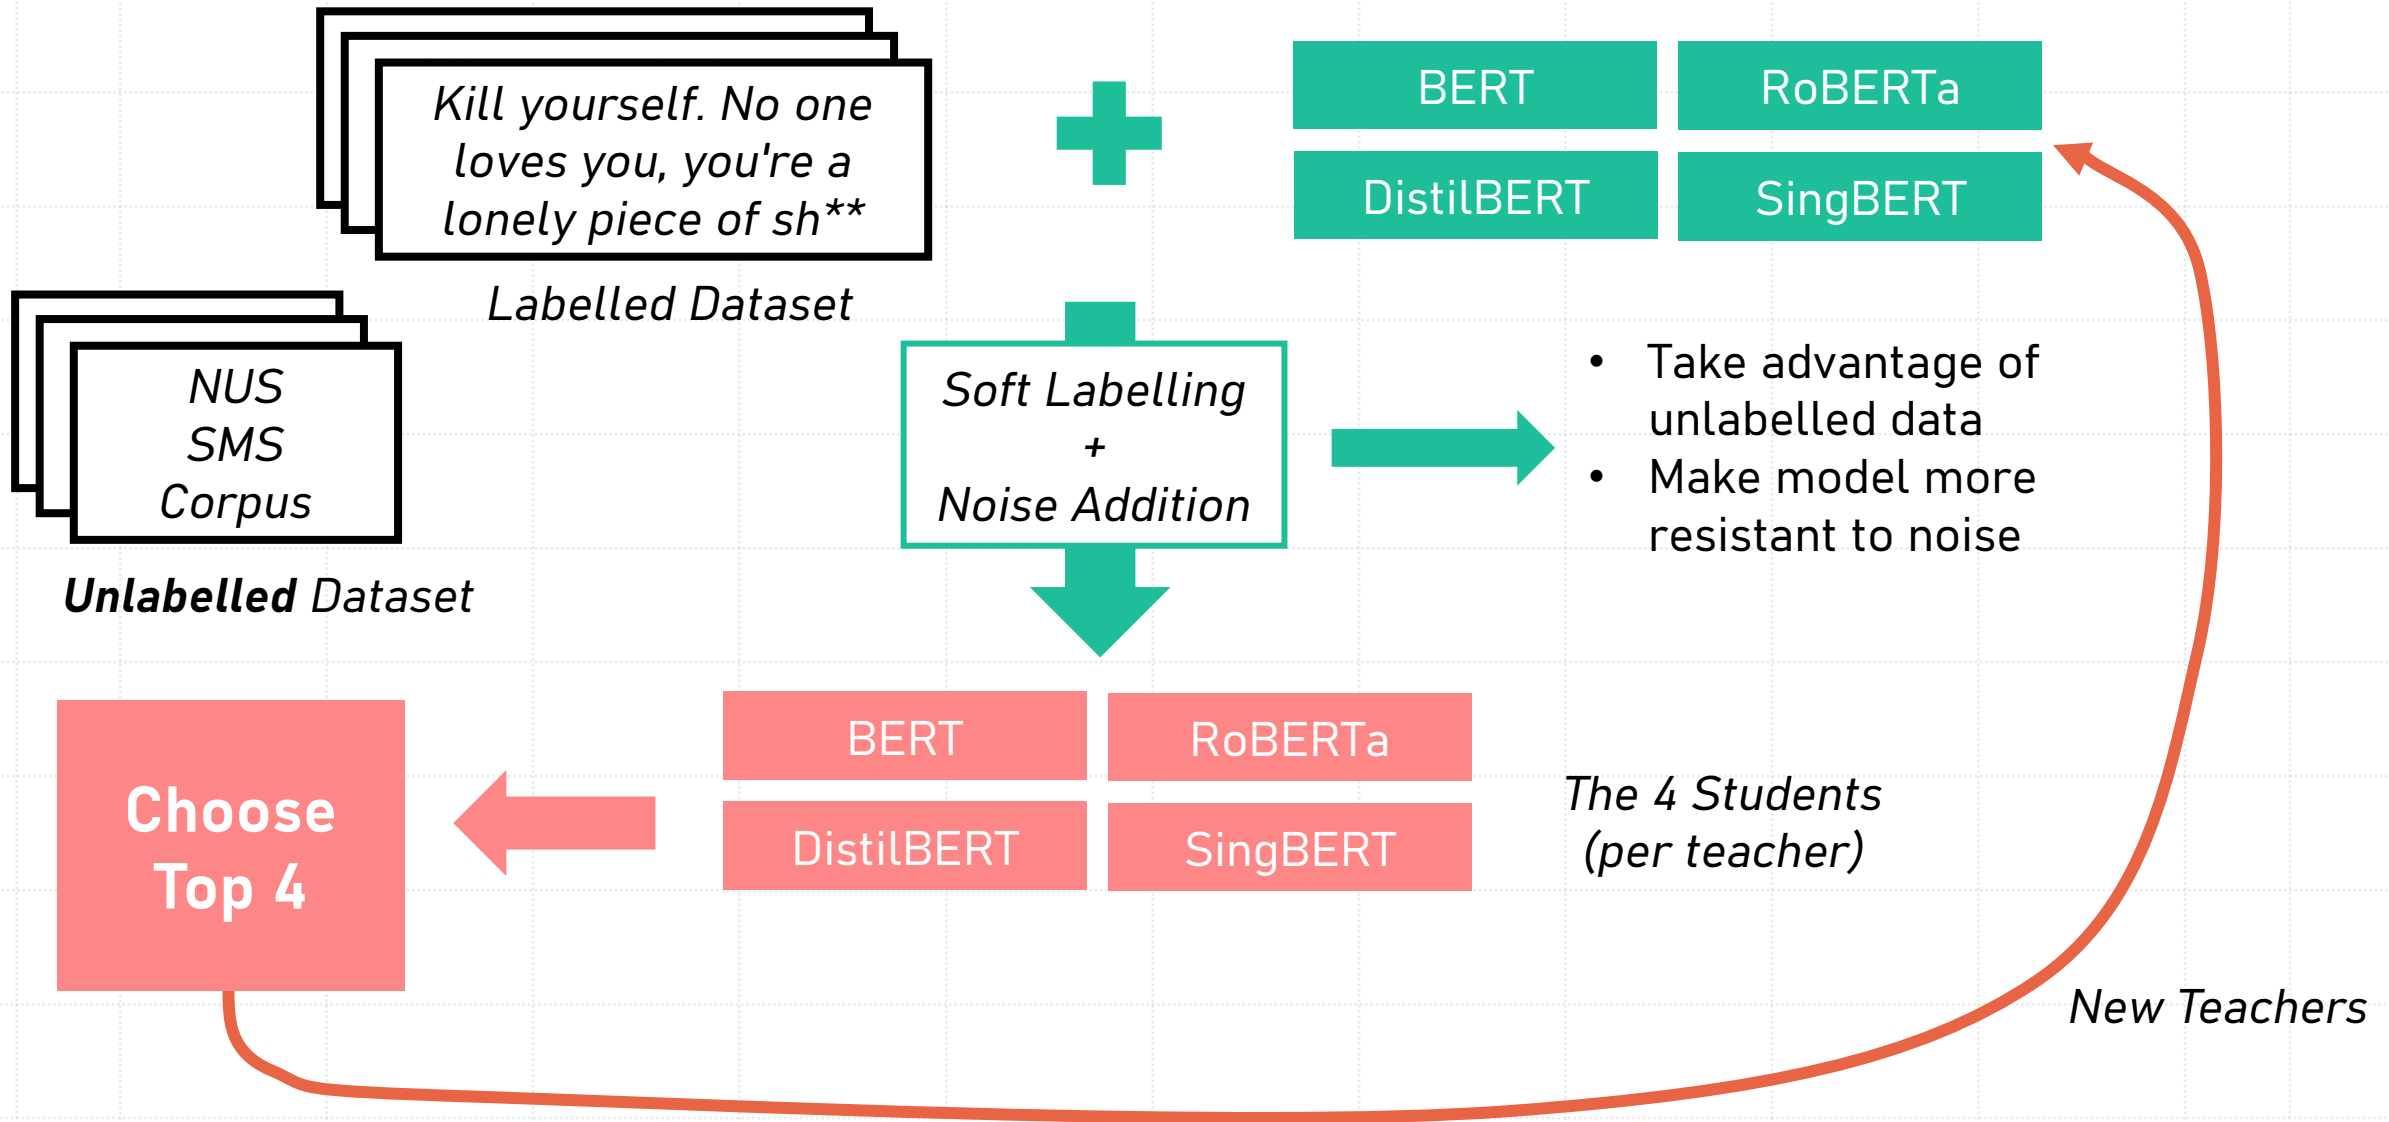 Kill yourself. No one
loves you, you're a
lonely piece of sh**
Labelled Dataset
BERT
RoBERTa
DistilBERT
SingBERT
NUS
SMS
Corpus
Unlabelled Dataset
Soft Labelling
+
Noise Addition
• Take advantage of
unlabelled data
• Make model more
resistant to noise
BERT
RoBERTa
DistilBERT
SingBERT
The 4 Students
(per teacher)
Choose
Top 4
New Teachers